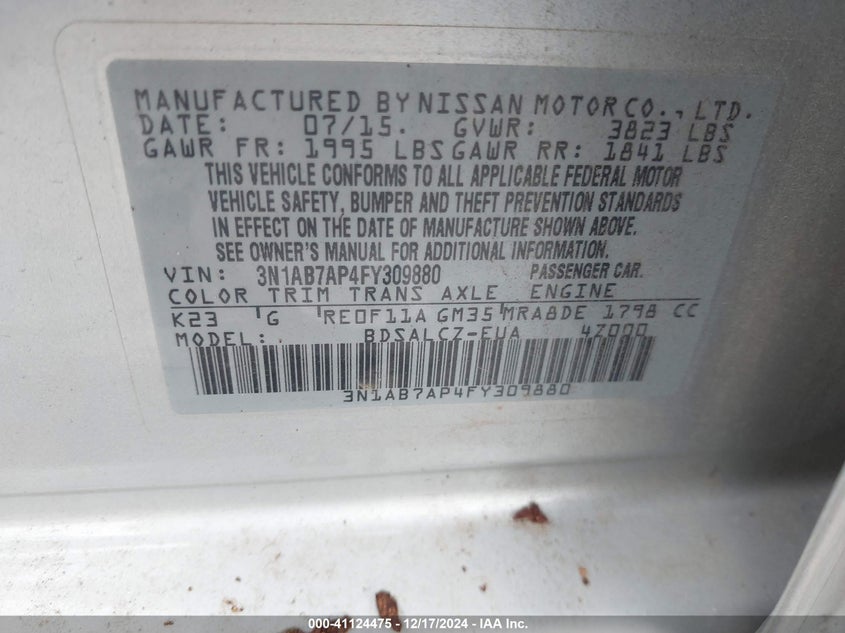 MANUFACTURED BY NISSAN MOTOR CO., LTD.
DATE: 07/15. GVWR: 3823 LBS
GAWR FR: 1995 LBS GAWR RR: 1841 LBS
THIS VEHICLE CONFORMS TO ALL APPLICABLE FEDERAL MOTOR
VEHICLE SAFETY, BUMPER AND THEFT PREVENTION STANDARDS
IN EFFECT ON THE DATE OF MANUFACTURE SHOWN ABOVE.
SEE OWNER'S MANUAL FOR ADDITIONAL INFORMATION.
VIN: 3N1AB7AP4FY309880 PASSENGER CAR.
COLOR TRIM TRANS AXLE ENGINE
K23 G RE0F11A GM35 MRA8DE 1798 CC
MODEL: BDSALCZ-EUA 4Z000
3N1AB7AP4FY309880
000-41124475 - 12/17/2024 - IAA Inc.